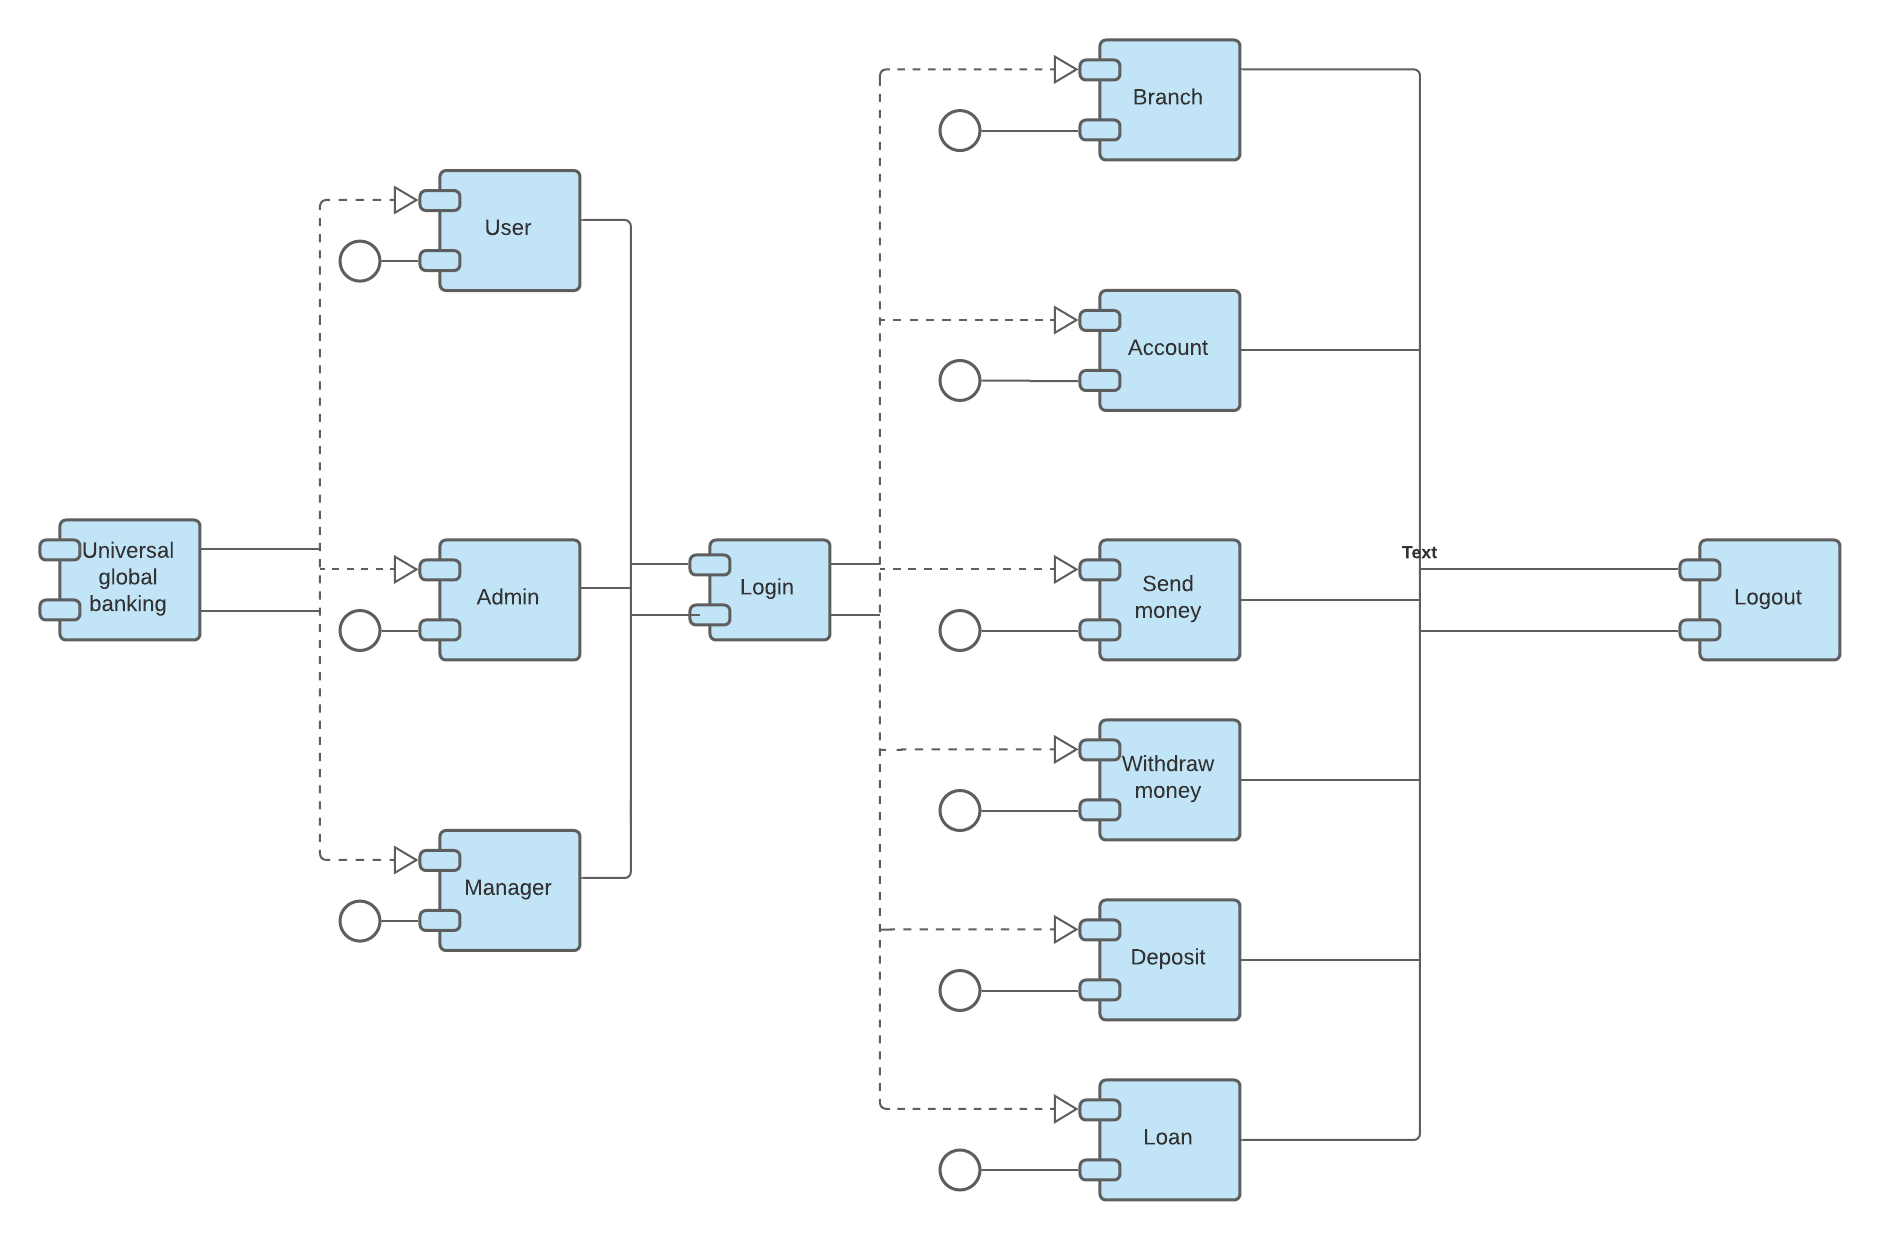 Branch
User
Account
Universal
global
banking
Admin
Login
Send
money
Text
Logout
Withdraw
money
Manager
Deposit
Loan